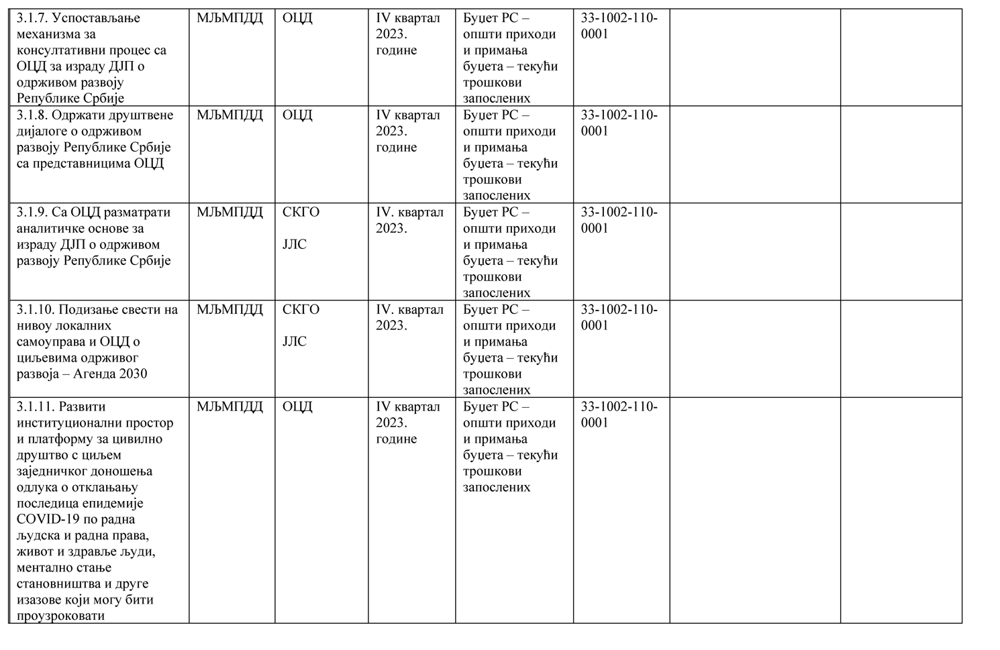 3.1.7. Успостављање
механизма за
консултативни процес са
ОЦД за израду ДЈП о
одрживом развоју
Републике Србије
МЉМПДД
ОЦД
IV квартал
2023.
године
Буџет РС –
општи приходи
и примања
буџета – текући
трошкови
запослених
33-1002-110-
0001
3.1.8. Одржати друштвене
дијалоге о одрживом
развоју Републике Србије
са представницима ОЦД
МЉМПДД
ОЦД
IV квартал
2023.
године
Буџет РС –
општи приходи
и примања
буџета – текући
трошкови
запослених
33-1002-110-
0001
3.1.9. Са ОЦД разматрати
аналитичке основе за
израду ДЈП о одрживом
развоју Републике Србије
МЉМПДД
СКГО
ЈЛС
IV. квартал
2023.
Буџет РС –
општи приходи
и примања
буџета – текући
трошкови
запослених
33-1002-110-
0001
3.1.10. Подизање свести на
нивоу локалних
самоуправа и ОЦД о
циљевима одрживог
развоја – Агенда 2030
МЉМПДД
СКГО
ЈЛС
IV. квартал
2023.
Буџет РС –
општи приходи
и примања
буџета – текући
трошкови
запослених
33-1002-110-
0001
3.1.11. Развити
институционални простор
и платформу за цивилно
друштво с циљем
заједничког доношења
одлука о отклањању
последица епидемије
COVID-19 по радна
људска и радна права,
живот и здравље људи,
ментално стање
становништва и друге
изазове који могу бити
проузроковати
МЉМПДД
ОЦД
IV квартал
2023.
године
Буџет РС –
општи приходи
и примања
буџета – текући
трошкови
запослених
33-1002-110-
0001